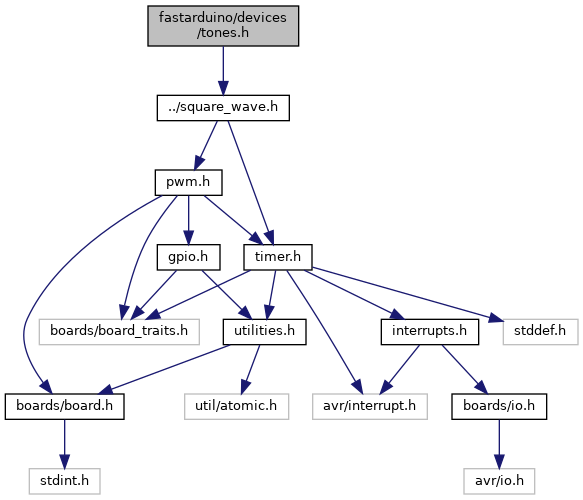 fastarduino/devices
/tones.h
../square_wave.h
pwm.h
gpio.h
timer.h
boards/board_traits.h
utilities.h
interrupts.h
stddef.h
boards/board.h
util/atomic.h
avr/interrupt.h
boards/io.h
stdint.h
avr/io.h